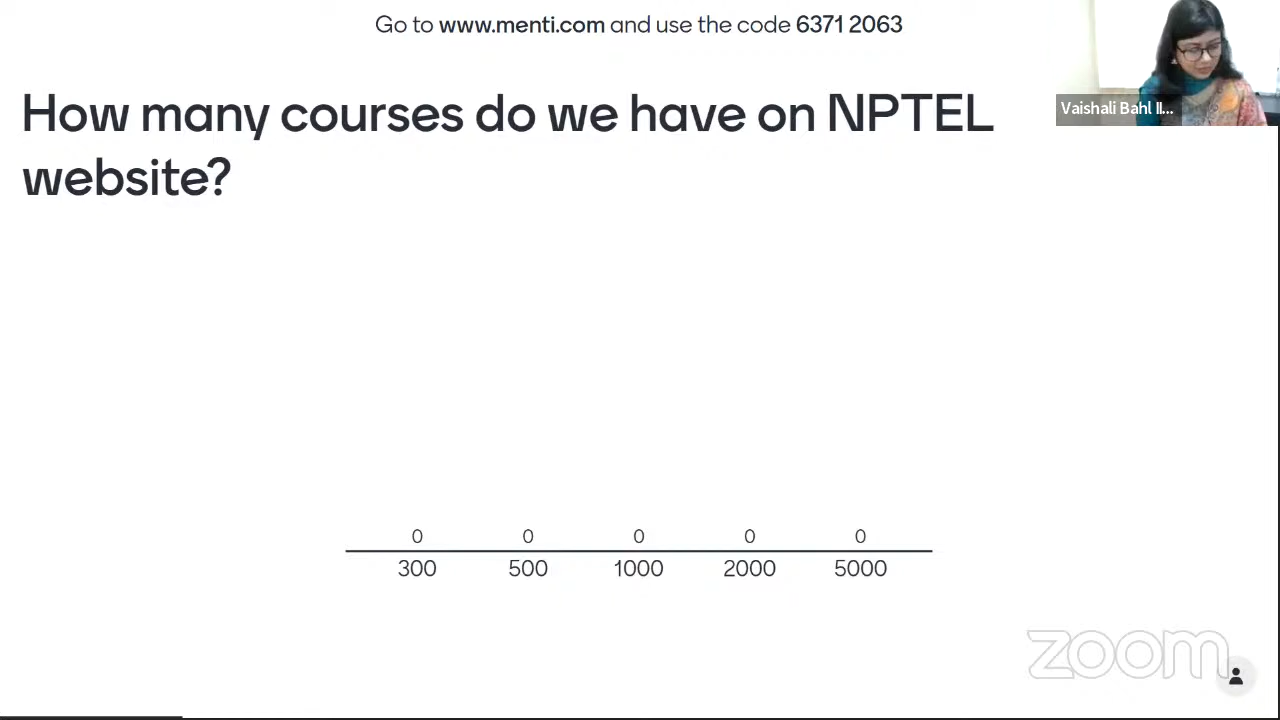 Go to www.menti.com and use the code 6371 2063
Vaishali Bahl II...
How many courses do we have on NPTEL
website?
0 0 0 0 0
300 500 1000 2000 5000
zoom